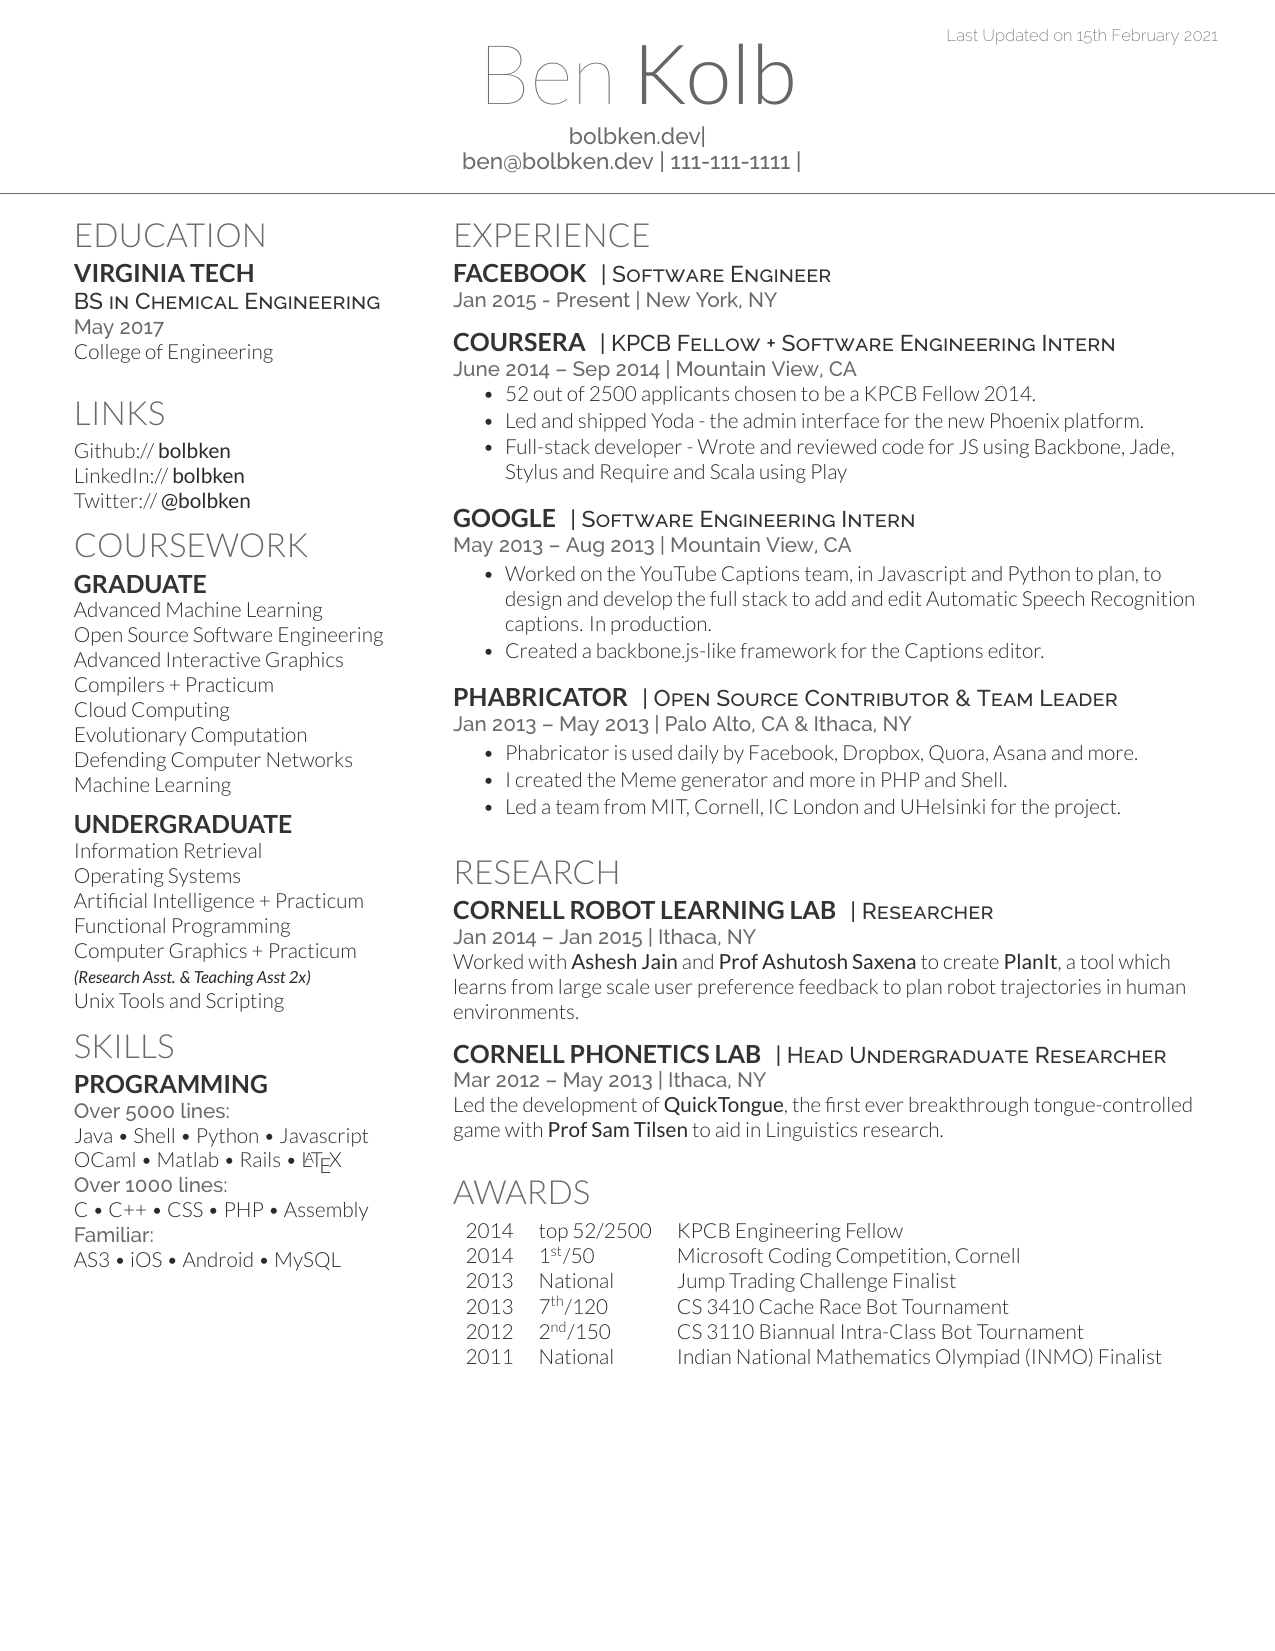 Last Updated on 15th February 2021
Ben Kolb
bolbken.dev|
ben@bolbken.dev | 111-111-1111 |
EDUCATION
VIRGINIA TECH
BS in Chemical Engineering
May 2017
College of Engineering
LINKS
Github:// bolbken
LinkedIn:// bolbken
Twitter:// @bolbken
COURSEWORK
GRADUATE
Advanced Machine Learning
Open Source Software Engineering
Advanced Interactive Graphics
Compilers + Practicum
Cloud Computing
Evolutionary Computation
Defending Computer Networks
Machine Learning
UNDERGRADUATE
Information Retrieval
Operating Systems
Artificial Intelligence + Practicum
Functional Programming
Computer Graphics + Practicum
(Research Asst. & Teaching Asst 2x)
Unix Tools and Scripting
SKILLS
PROGRAMMING
Over 5000 lines:
Java • Shell • Python • Javascript
OCaml • Matlab • Rails • LATEX
Over 1000 lines:
C • C++ • CSS • PHP • Assembly
Familiar:
AS3 • iOS • Android • MySQL
EXPERIENCE
FACEBOOK | Software Engineer
Jan 2015 - Present | New York, NY
COURSERA | KPCB Fellow + Software Engineering Intern
June 2014 – Sep 2014 | Mountain View, CA
• 52 out of 2500 applicants chosen to be a KPCB Fellow 2014.
• Led and shipped Yoda - the admin interface for the new Phoenix platform.
• Full-stack developer - Wrote and reviewed code for JS using Backbone, Jade,
Stylus and Require and Scala using Play
GOOGLE | Software Engineering Intern
May 2013 – Aug 2013 | Mountain View, CA
• Worked on the YouTube Captions team, in Javascript and Python to plan, to
design and develop the full stack to add and edit Automatic Speech Recognition
captions. In production.
• Created a backbone.js-like framework for the Captions editor.
PHABRICATOR | Open Source Contributor & Team Leader
Jan 2013 – May 2013 | Palo Alto, CA & Ithaca, NY
• Phabricator is used daily by Facebook, Dropbox, Quora, Asana and more.
• I created the Meme generator and more in PHP and Shell.
• Led a team from MIT, Cornell, IC London and UHelsinki for the project.
RESEARCH
CORNELL ROBOT LEARNING LAB | Researcher
Jan 2014 – Jan 2015 | Ithaca, NY
Worked with Ashesh Jain and Prof Ashutosh Saxena to create PlanIt, a tool which
learns from large scale user preference feedback to plan robot trajectories in human
environments.
CORNELL PHONETICS LAB | Head Undergraduate Researcher
Mar 2012 – May 2013 | Ithaca, NY
Led the development of QuickTongue, the first ever breakthrough tongue-controlled
game with Prof Sam Tilsen to aid in Linguistics research.
AWARDS
2014 top 52/2500 KPCB Engineering Fellow
2014 1st/50 Microsoft Coding Competition, Cornell
2013 National Jump Trading Challenge Finalist
2013 7th/120 CS 3410 Cache Race Bot Tournament
2012 2nd/150 CS 3110 Biannual Intra-Class Bot Tournament
2011 National Indian National Mathematics Olympiad (INMO) Finalist